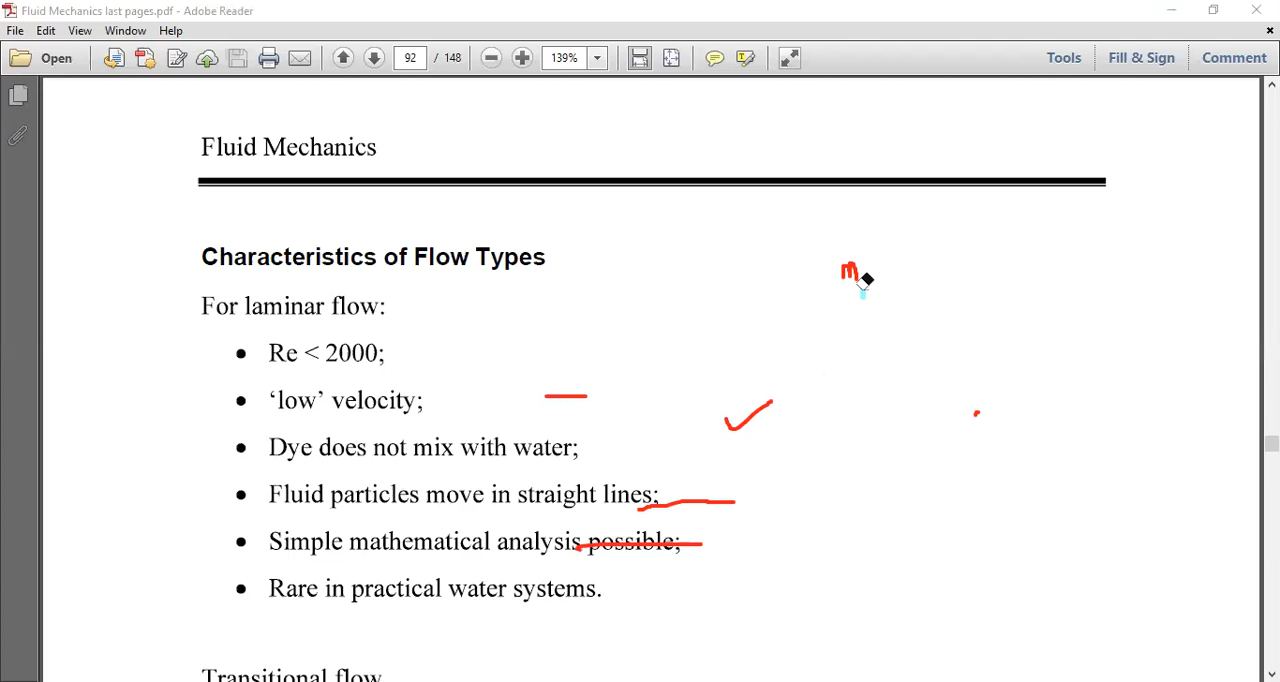 Fluid Mechanics last pages.pdf - Adobe Reader
File Edit View Window Help
Open 92 / 148 139% Tools Fill & Sign Comment
Fluid Mechanics
Characteristics of Flow Types
m
For laminar flow:
• Re < 2000;
• ‘low’ velocity;
• Dye does not mix with water;
• Fluid particles move in straight lines;
• Simple mathematical analysis possible;
• Rare in practical water systems.
Transitional flow